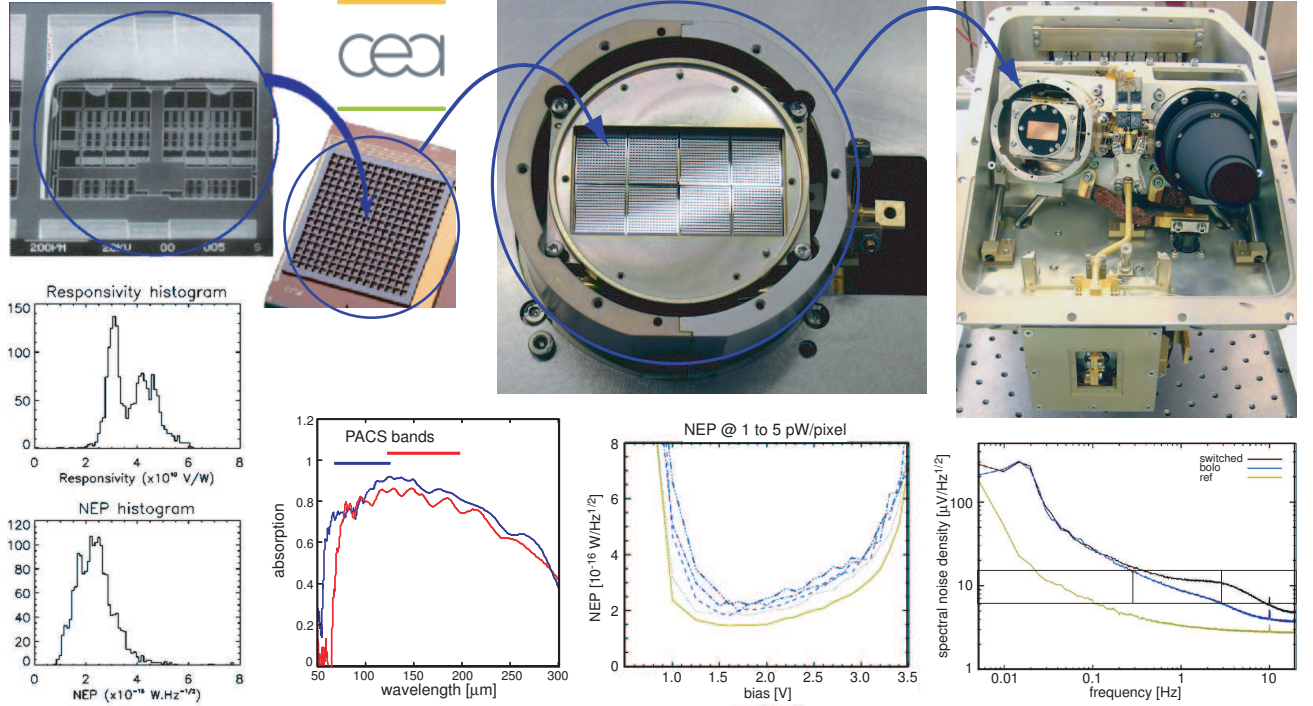 cea
200µM 20KU 00 005 S
Responsivity histogram
150
100
50
0
0 2 4 6 8
Responsivity (x10¹⁰ V/W)
NEP histogram
120
100
80
60
40
20
0
0 2 4 6 8
NEP (x10⁻¹⁶ W.Hz⁻¹/²)
PACS bands
absorption
1.2
1
0.8
0.6
0.4
0.2
0
50 100 150 200 250 300
wavelength [µm]
NEP @ 1 to 5 pW/pixel
NEP [10⁻¹⁶ W/Hz¹/²]
8
6
4
2
0
1.0 1.5 2.0 2.5 3.0 3.5
bias [V]
switched
bolo
ref
spectral noise density [µV/Hz¹/²]
100
10
1
0.01 0.1 1 10
frequency [Hz]